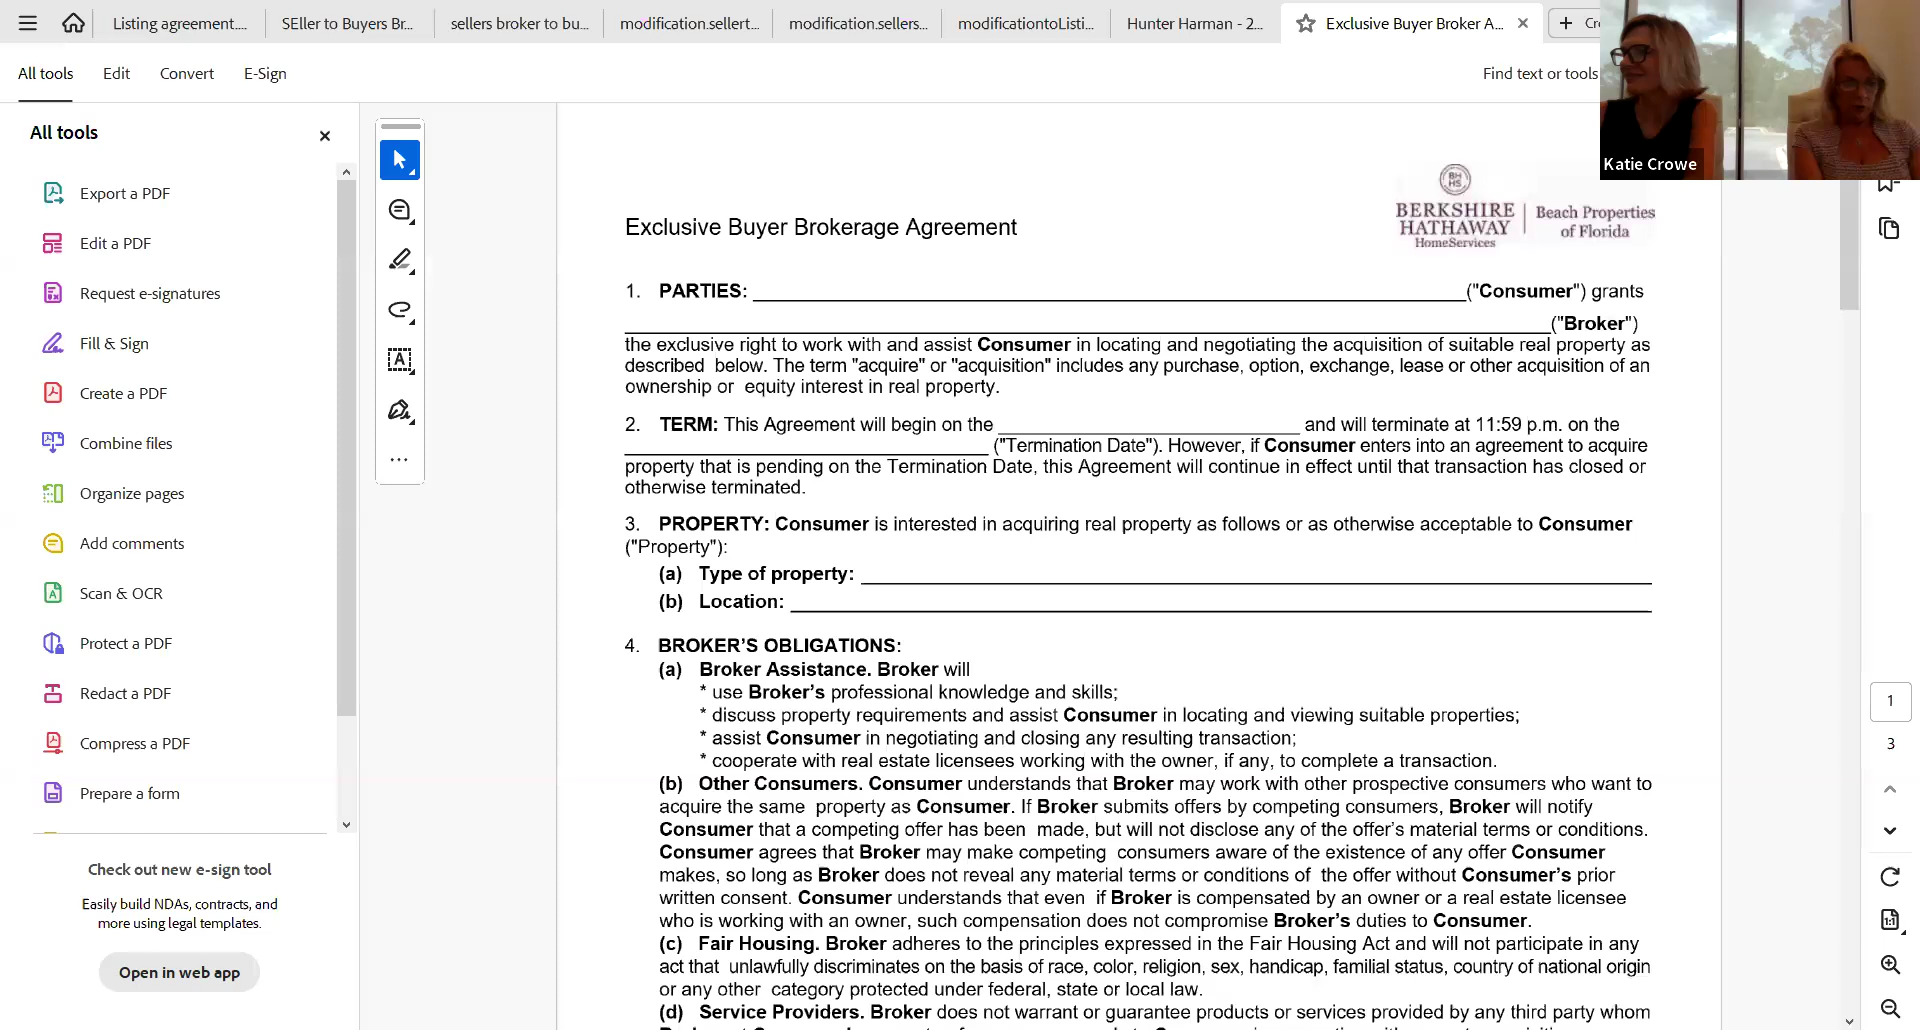 Listing agreement....
SEller to Buyers Br...
sellers broker to bu...
modification.sellert...
modification.sellers...
modificationtoListi...
Hunter Harman - 2...
Exclusive Buyer Broker A...
All tools
Edit
Convert
E-Sign
Find text or tools
Katie Crowe
All tools
Export a PDF
Edit a PDF
Request e-signatures
Fill & Sign
Create a PDF
Combine files
Organize pages
Add comments
Scan & OCR
Protect a PDF
Redact a PDF
Compress a PDF
Prepare a form
Check out new e-sign tool
Easily build NDAs, contracts, and
more using legal templates.
Open in web app
BH
HS
BERKSHIRE
HATHAWAY
HomeServices
Beach Properties
of Florida
Exclusive Buyer Brokerage Agreement
1. PARTIES: ("Consumer") grants
("Broker")
the exclusive right to work with and assist Consumer in locating and negotiating the acquisition of suitable real property as
described below. The term "acquire" or "acquisition" includes any purchase, option, exchange, lease or other acquisition of an
ownership or equity interest in real property.
2. TERM: This Agreement will begin on the and will terminate at 11:59 p.m. on the
("Termination Date"). However, if Consumer enters into an agreement to acquire
property that is pending on the Termination Date, this Agreement will continue in effect until that transaction has closed or
otherwise terminated.
3. PROPERTY: Consumer is interested in acquiring real property as follows or as otherwise acceptable to Consumer
("Property"):
(a) Type of property:
(b) Location:
4. BROKER’S OBLIGATIONS:
(a) Broker Assistance. Broker will
* use Broker’s professional knowledge and skills;
* discuss property requirements and assist Consumer in locating and viewing suitable properties;
* assist Consumer in negotiating and closing any resulting transaction;
* cooperate with real estate licensees working with the owner, if any, to complete a transaction.
(b) Other Consumers. Consumer understands that Broker may work with other prospective consumers who want to
acquire the same property as Consumer. If Broker submits offers by competing consumers, Broker will notify
Consumer that a competing offer has been made, but will not disclose any of the offer’s material terms or conditions.
Consumer agrees that Broker may make competing consumers aware of the existence of any offer Consumer
makes, so long as Broker does not reveal any material terms or conditions of the offer without Consumer’s prior
written consent. Consumer understands that even if Broker is compensated by an owner or a real estate licensee
who is working with an owner, such compensation does not compromise Broker’s duties to Consumer.
(c) Fair Housing. Broker adheres to the principles expressed in the Fair Housing Act and will not participate in any
act that unlawfully discriminates on the basis of race, color, religion, sex, handicap, familial status, country of national origin
or any other category protected under federal, state or local law.
(d) Service Providers. Broker does not warrant or guarantee products or services provided by any third party whom
1
3